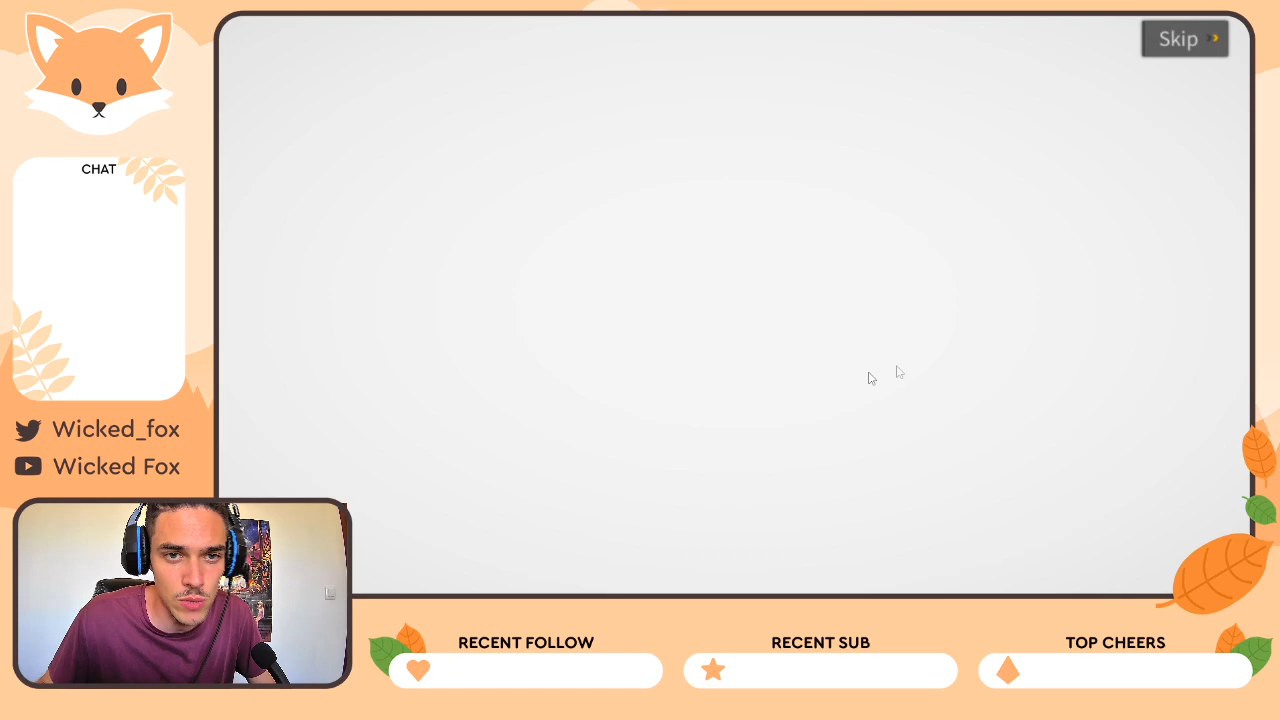 Skip
CHAT
Wicked_fox
Wicked Fox
RECENT FOLLOW
RECENT SUB
TOP CHEERS